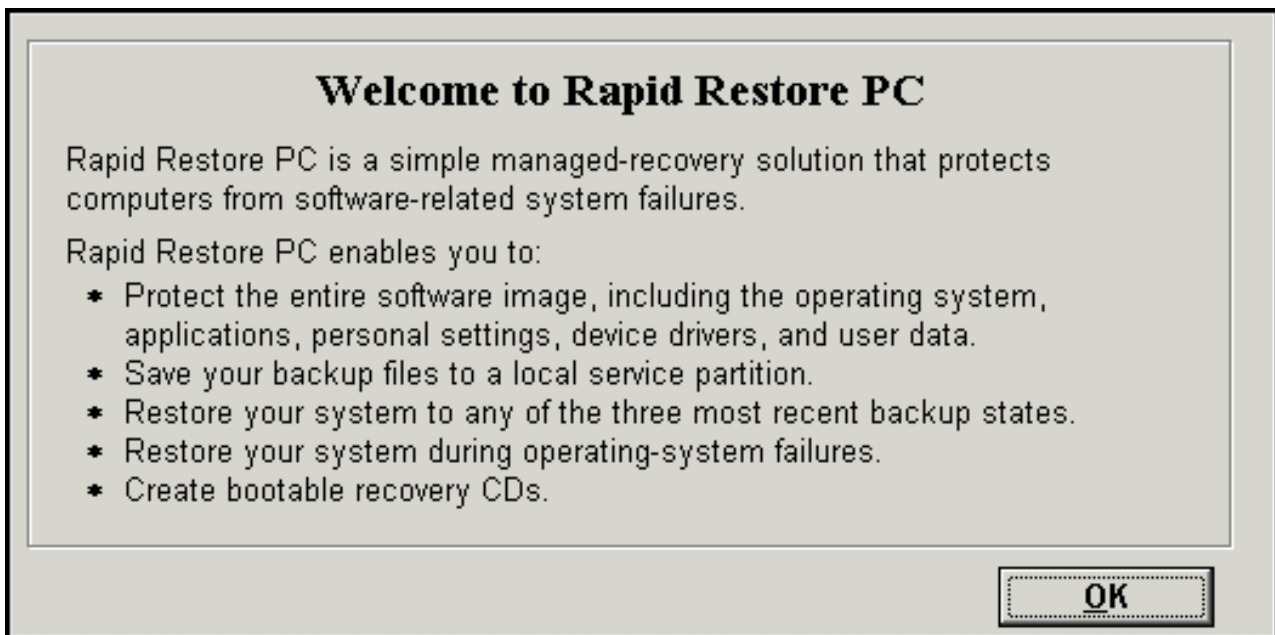 Welcome to Rapid Restore PC
Rapid Restore PC is a simple managed-recovery solution that protects
computers from software-related system failures.
Rapid Restore PC enables you to:
* Protect the entire software image, including the operating system,
applications, personal settings, device drivers, and user data.
* Save your backup files to a local service partition.
* Restore your system to any of the three most recent backup states.
* Restore your system during operating-system failures.
* Create bootable recovery CDs.
OK